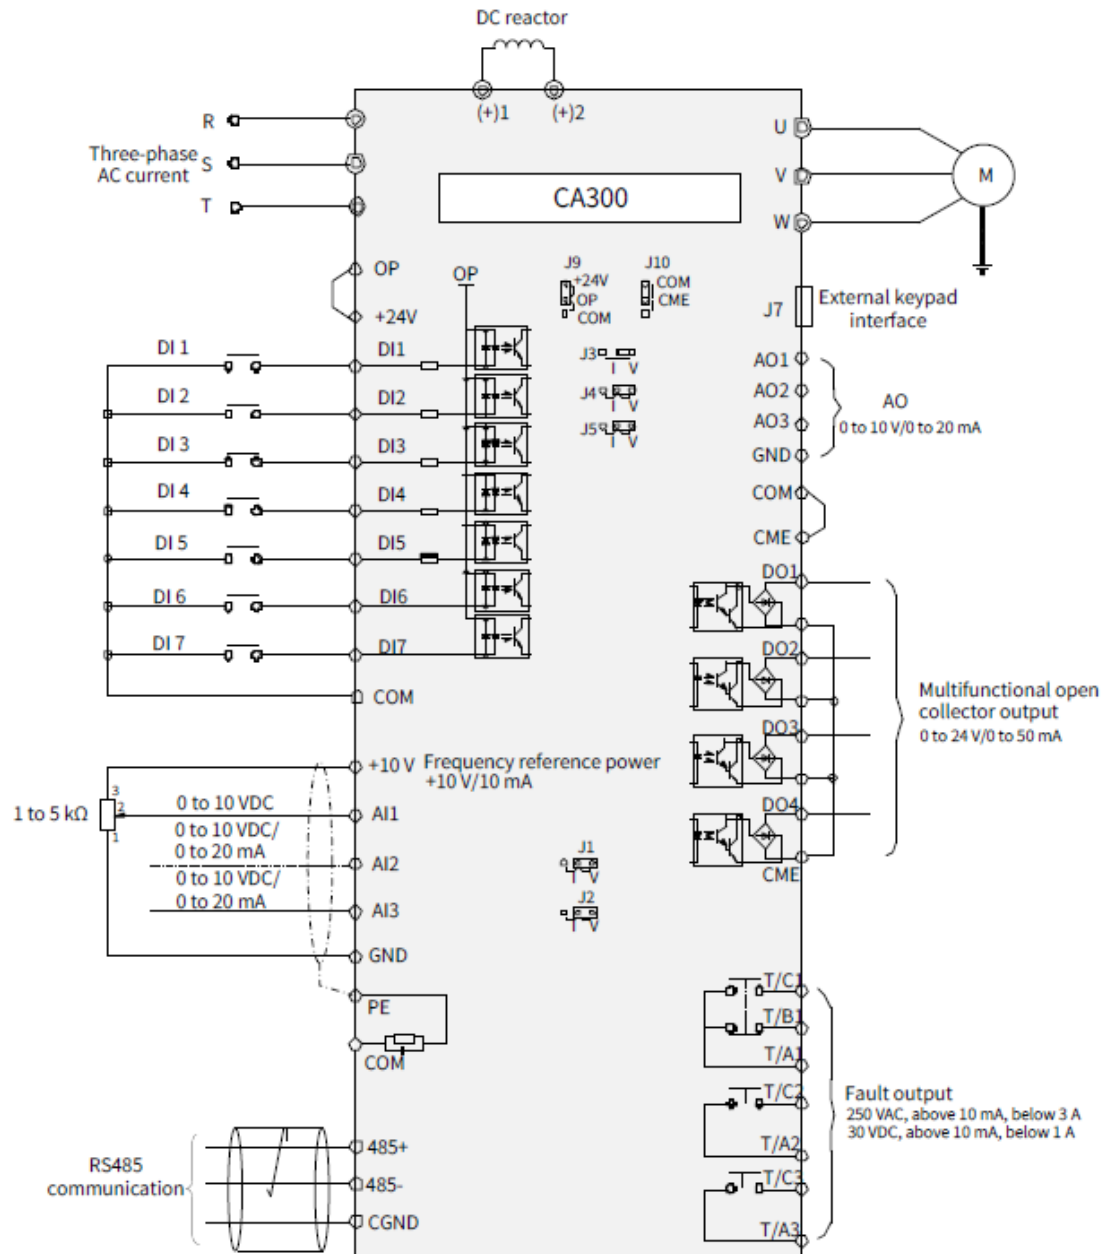 DC reactor
(+)1
(+)2
R
Three-phase
AC current
S
T
U
V
W
M
CA300
OP
+24V
OP
J9
+24V
OP
COM
J10
COM
CME
J7
External keypad
interface
DI 1
DI1
DI 2
DI2
DI 3
DI3
DI 4
DI4
DI 5
DI5
DI 6
DI6
DI 7
DI7
COM
J3
I V
J4
I V
J5
I V
AO1
AO2
AO3
GND
AO
0 to 10 V/0 to 20 mA
COM
CME
DO1
DO2
DO3
DO4
CME
Multifunctional open
collector output
0 to 24 V/0 to 50 mA
+10 V
Frequency reference power
+10 V/10 mA
1 to 5 kΩ
3
2
1
0 to 10 VDC
AI1
0 to 10 VDC/
0 to 20 mA
AI2
0 to 10 VDC/
0 to 20 mA
AI3
GND
PE
COM
J1
I V
J2
I V
T/C1
T/B1
T/A1
T/C2
T/A2
T/C3
T/A3
Fault output
250 VAC, above 10 mA, below 3 A
30 VDC, above 10 mA, below 1 A
RS485
communication
485+
485-
CGND